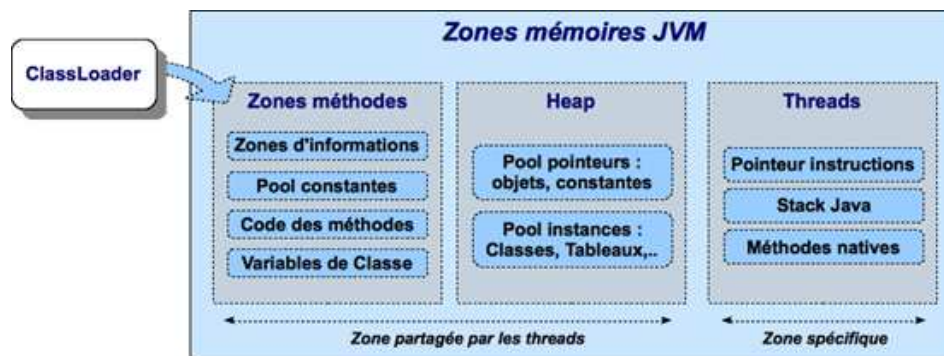 Zones mémoires JVM
ClassLoader
Zones méthodes
Zones d'informations
Pool constantes
Code des méthodes
Variables de Classe
Heap
Pool pointeurs :
objets, constantes
Pool instances :
Classes, Tableaux,..
Threads
Pointeur instructions
Stack Java
Méthodes natives
Zone partagée par les threads
Zone spécifique